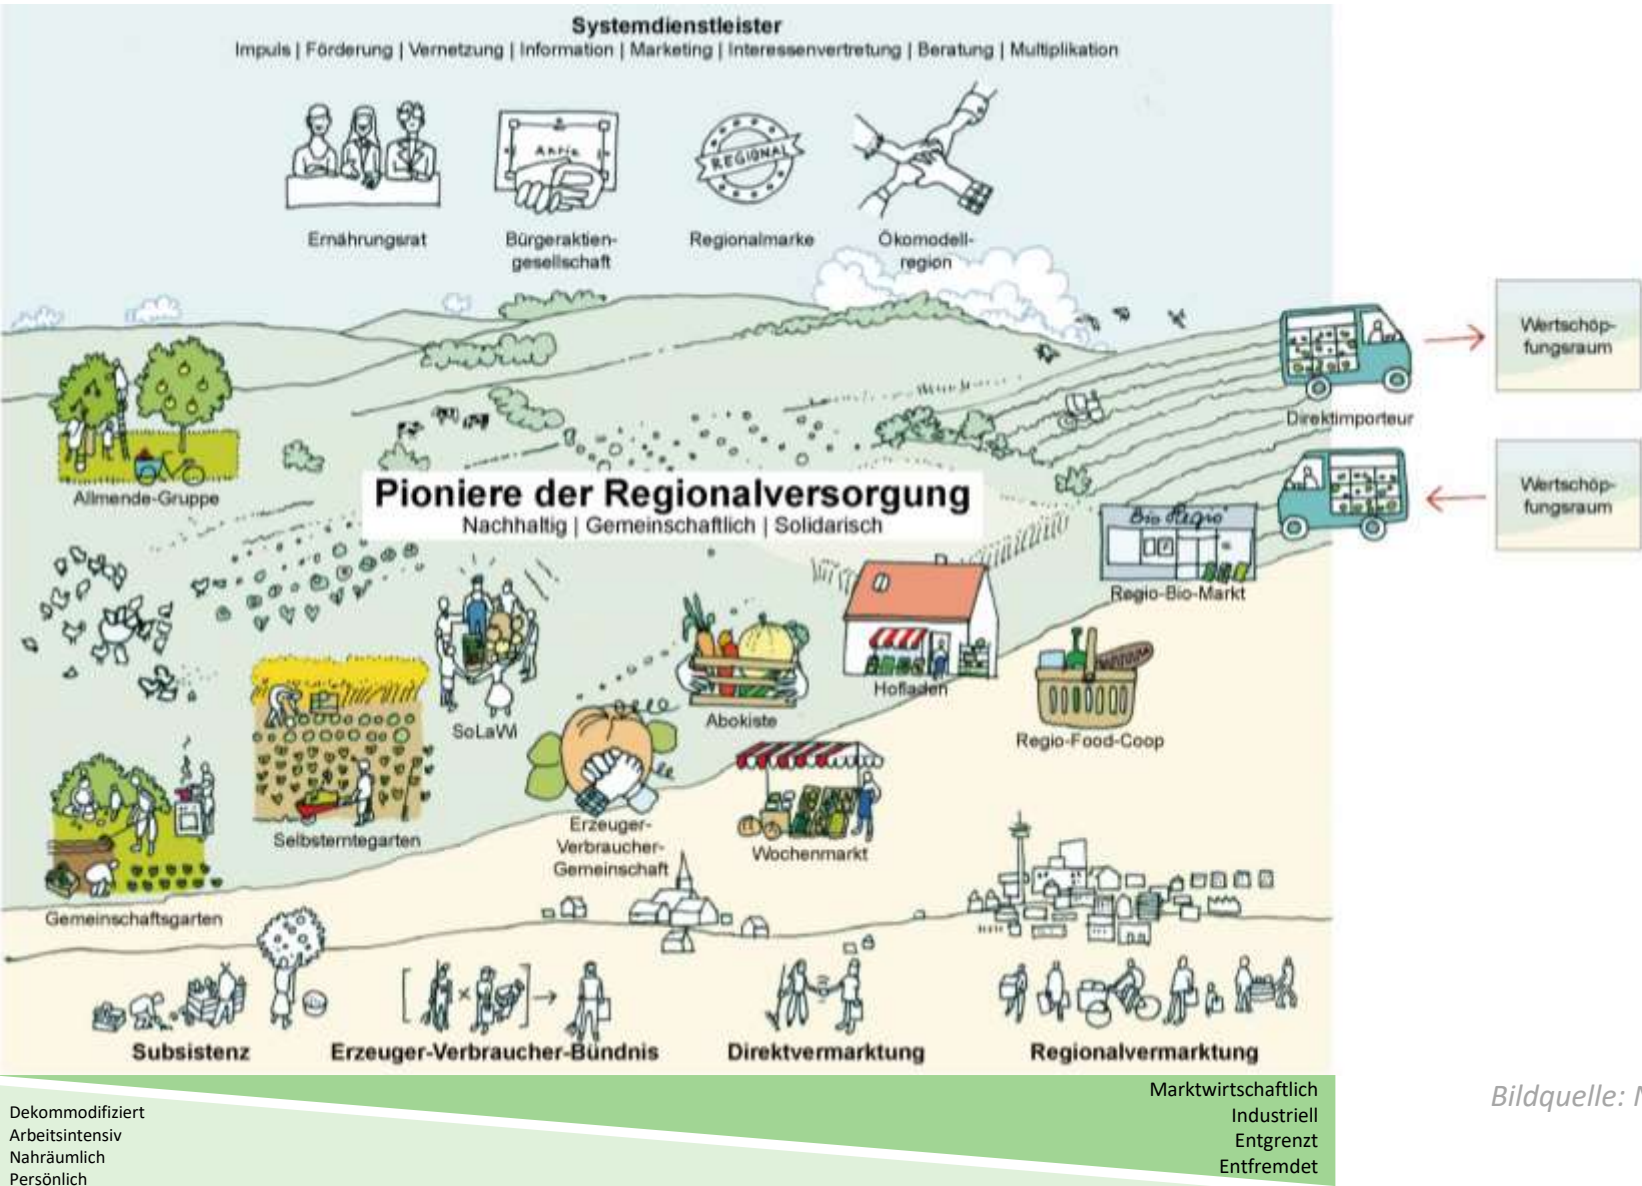 Systemdienstleister
Impuls | Förderung | Vernetzung | Information | Marketing | Interessenvertretung | Beratung | Multiplikation
Aktie
REGIONAL
Ernährungsrat
Bürgeraktien-
gesellschaft
Regionalmarke
Ökomodell-
region
Wertschöp-
fungsraum
Direktimporteur
Allmende-Gruppe
Pioniere der Regionalversorgung
Nachhaltig | Gemeinschaftlich | Solidarisch
Wertschöp-
fungsraum
Bio Regio
Regio-Bio-Markt
Hofladen
SoLaWi
Abokiste
Regio-Food-Coop
Selbsterntegarten
Erzeuger-
Verbraucher-
Gemeinschaft
Wochenmarkt
Gemeinschaftsgarten
Subsistenz
Erzeuger-Verbraucher-Bündnis
Direktvermarktung
Regionalvermarktung
Marktwirtschaftlich
Industriell
Entgrenzt
Entfremdet
Dekommodifiziert
Arbeitsintensiv
Nahräumlich
Persönlich
Bildquelle: